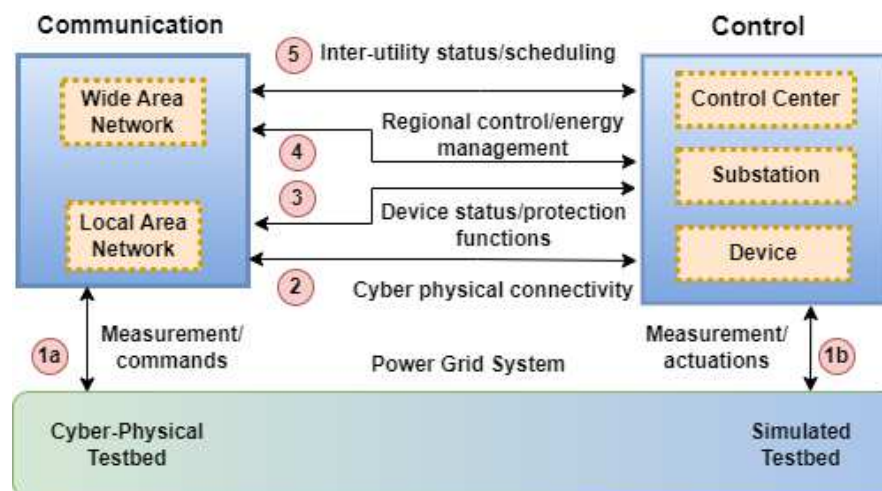 Communication
Control
5
Inter-utility status/scheduling
Wide Area
Network
Control Center
Regional control/energy
management
4
Substation
3
Local Area
Network
Device status/protection
functions
Device
2
Cyber physical connectivity
1a
Measurement/
commands
Power Grid System
Measurement/
actuations
1b
Cyber-Physical
Testbed
Simulated
Testbed